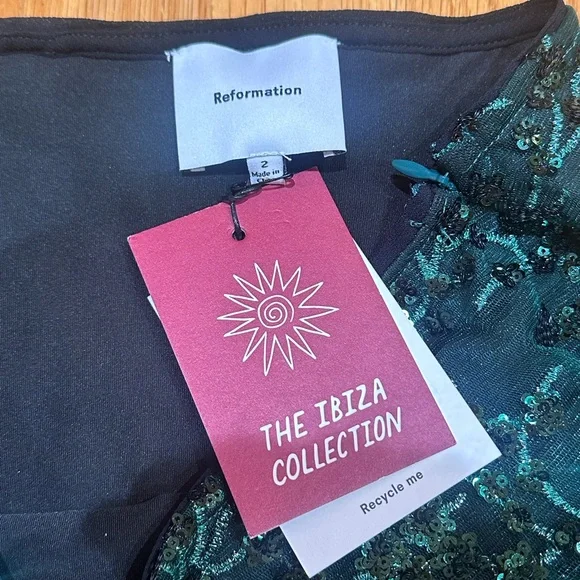 Reformation
2
Made in
THE IBIZA
COLLECTION
Recycle me